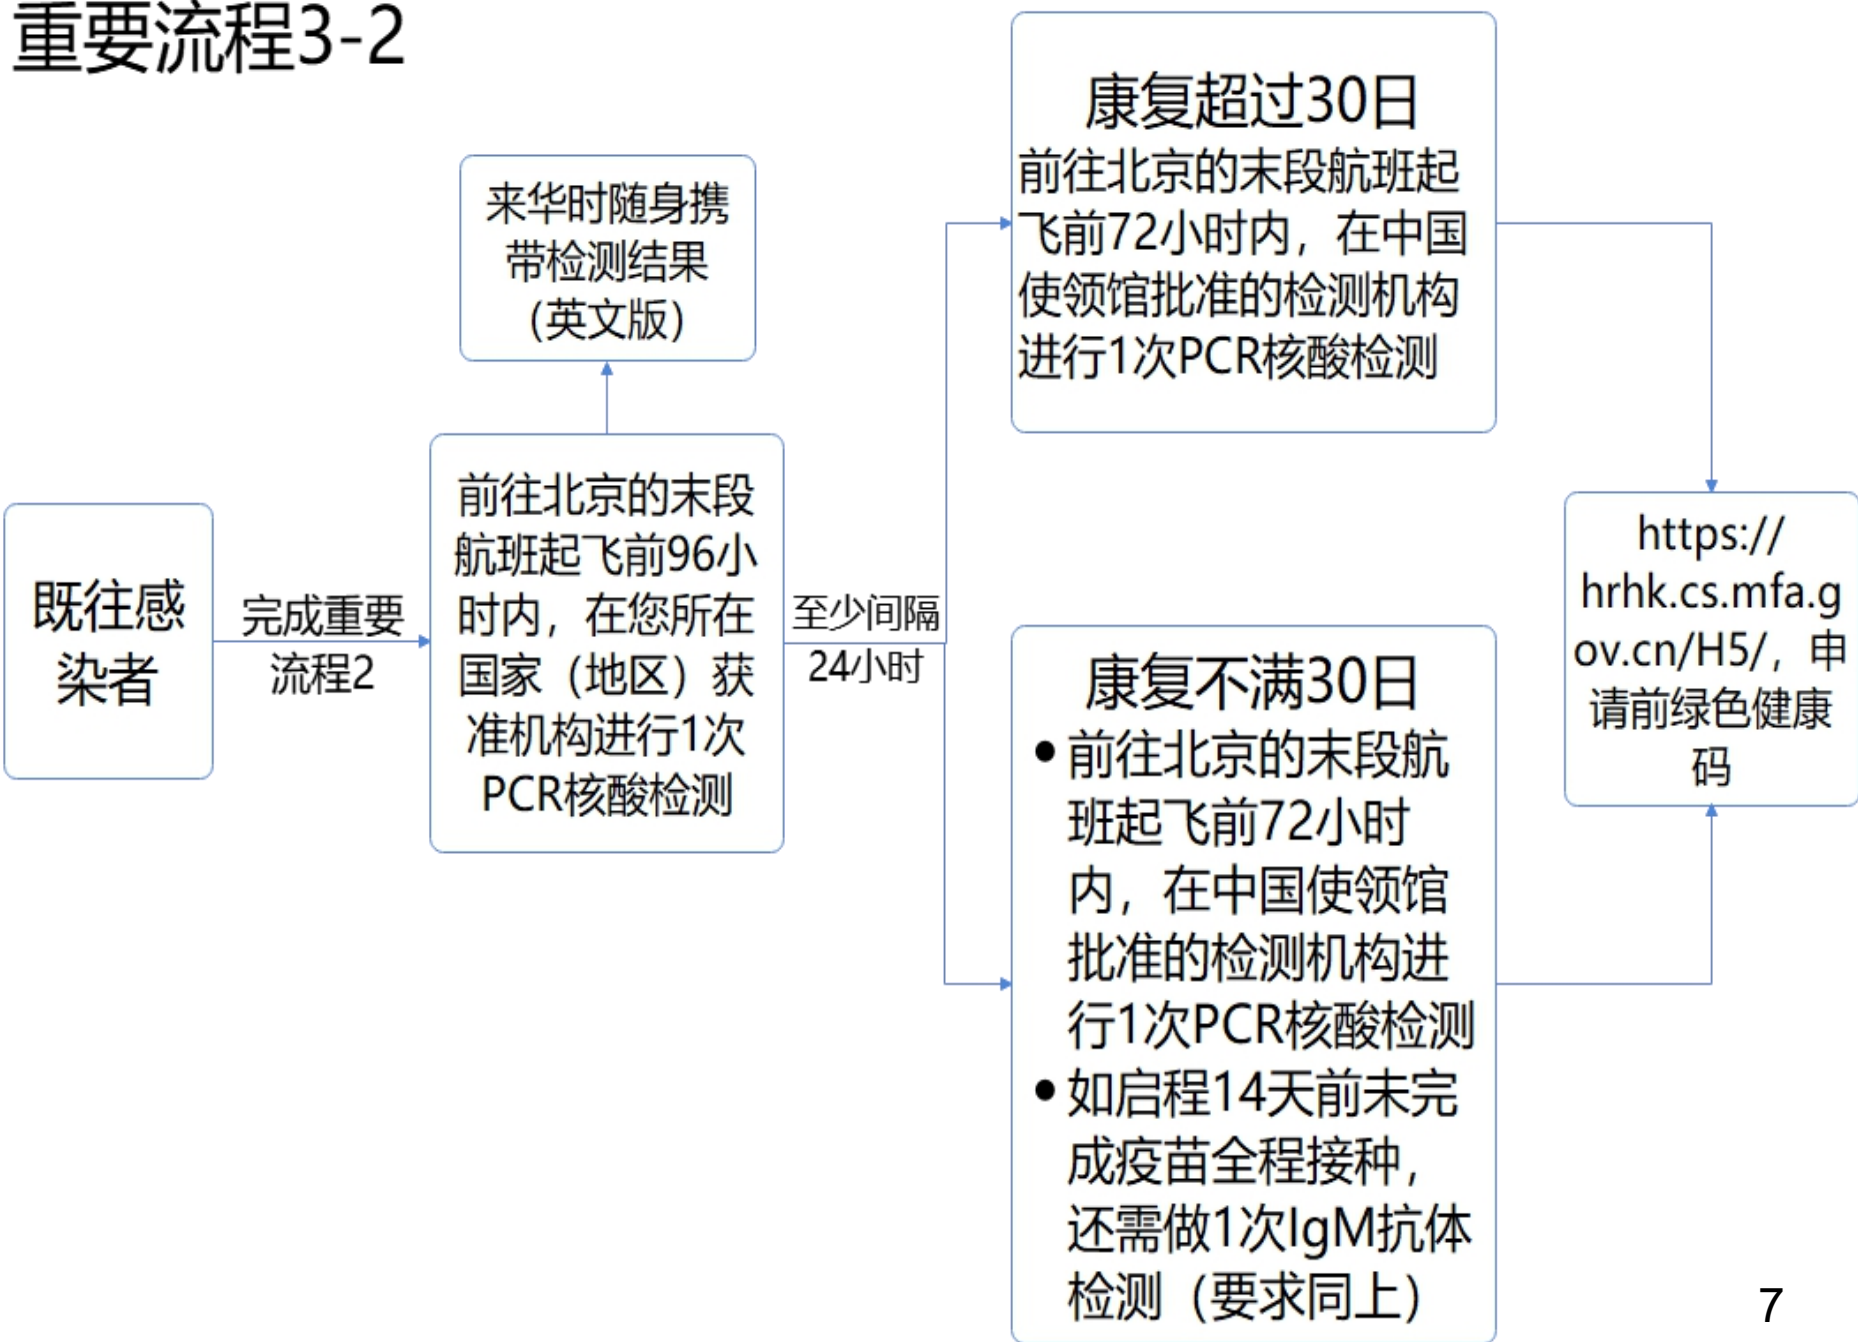 重要流程3-2
既往感
染者
完成重要
流程2
来华时随身携
带检测结果
（英文版）
前往北京的末段
航班起飞前96小
时内，在您所在
国家（地区）获
准机构进行1次
PCR核酸检测
至少间隔
24小时
康复超过30日
前往北京的末段航班起
飞前72小时内，在中国
使领馆批准的检测机构
进行1次PCR核酸检测
康复不满30日
•前往北京的末段航
班起飞前72小时
内，在中国使领馆
批准的检测机构进
行1次PCR核酸检测
•如启程14天前未完
成疫苗全程接种，
还需做1次IgM抗体
检测（要求同上）
https://
hrhk.cs.mfa.g
ov.cn/H5/，申
请前绿色健康
码
7